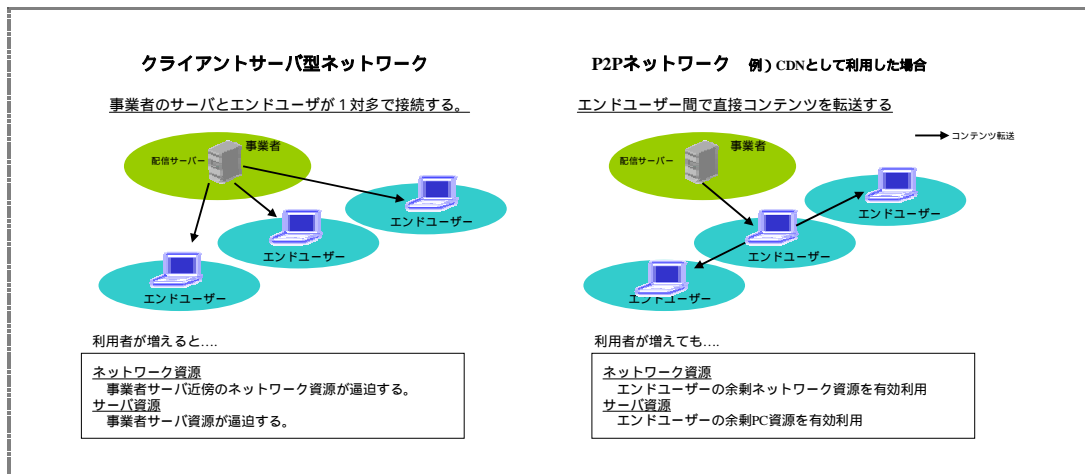 クライアントサーバ型ネットワーク
事業者のサーバとエンドユーザが１対多で接続する。
事業者
配信サーバー
エンドユーザー
エンドユーザー
エンドユーザー
利用者が増えると....
ネットワーク資源
事業者サーバ近傍のネットワーク資源が逼迫する。
サーバ資源
事業者サーバ資源が逼迫する。
P2Pネットワーク 例）CDNとして利用した場合
エンドユーザー間で直接コンテンツを転送する
コンテンツ転送
事業者
配信サーバー
エンドユーザー
エンドユーザー
エンドユーザー
利用者が増えても....
ネットワーク資源
エンドユーザーの余剰ネットワーク資源を有効利用
サーバ資源
エンドユーザーの余剰PC資源を有効利用